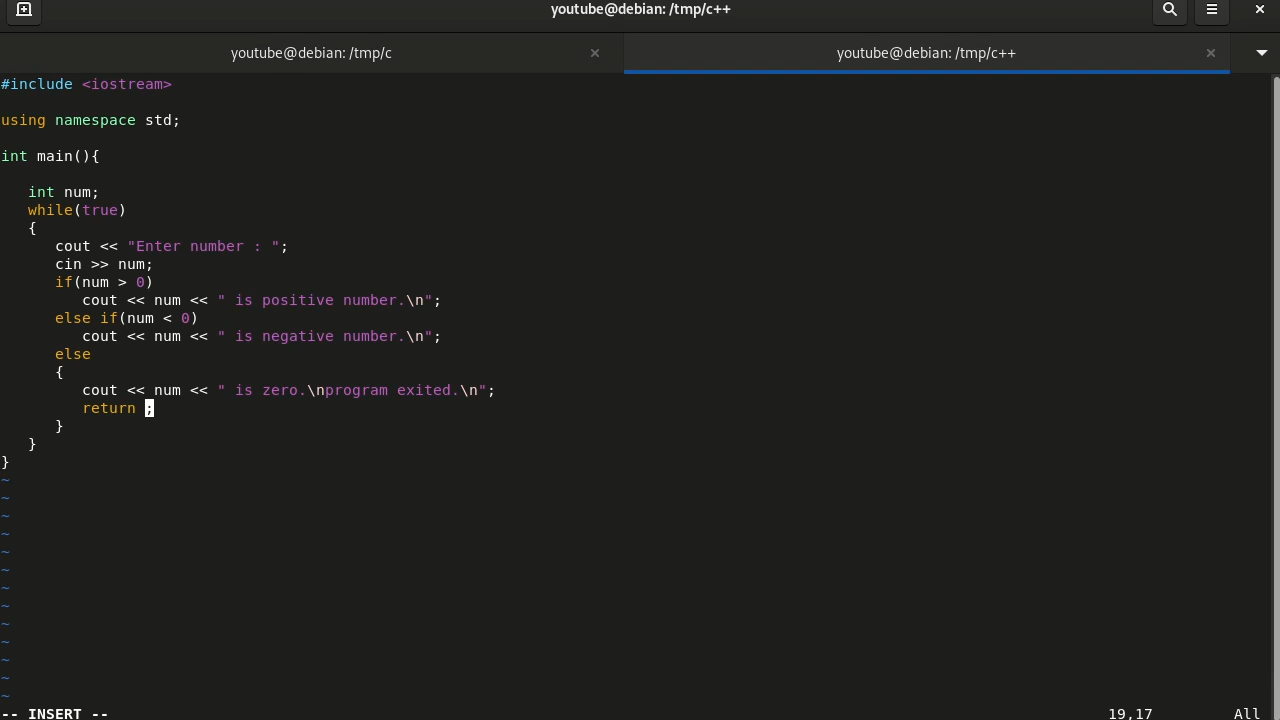 youtube@debian: /tmp/c++
youtube@debian: /tmp/c
youtube@debian: /tmp/c++
#include <iostream>
using namespace std;
int main(){
int num;
while(true)
{
cout << "Enter number : ";
cin >> num;
if(num > 0)
cout << num << " is positive number.\n";
else if(num < 0)
cout << num << " is negative number.\n";
else
{
cout << num << " is zero.\nprogram exited.\n";
return ;
}
}
}
~
~
~
~
~
~
~
~
~
~
~
~
~
-- INSERT -- 19,17 All